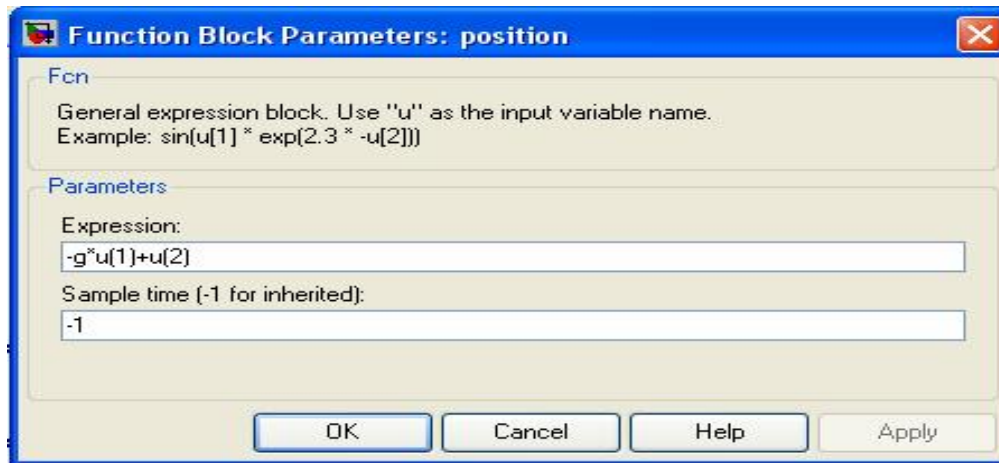 Function Block Parameters: position
Fcn
General expression block. Use "u" as the input variable name.
Example: sin(u[1] * exp(2.3 * -u[2]))
Parameters
Expression:
-g*u(1)+u(2)
Sample time (-1 for inherited):
-1
OK Cancel Help Apply